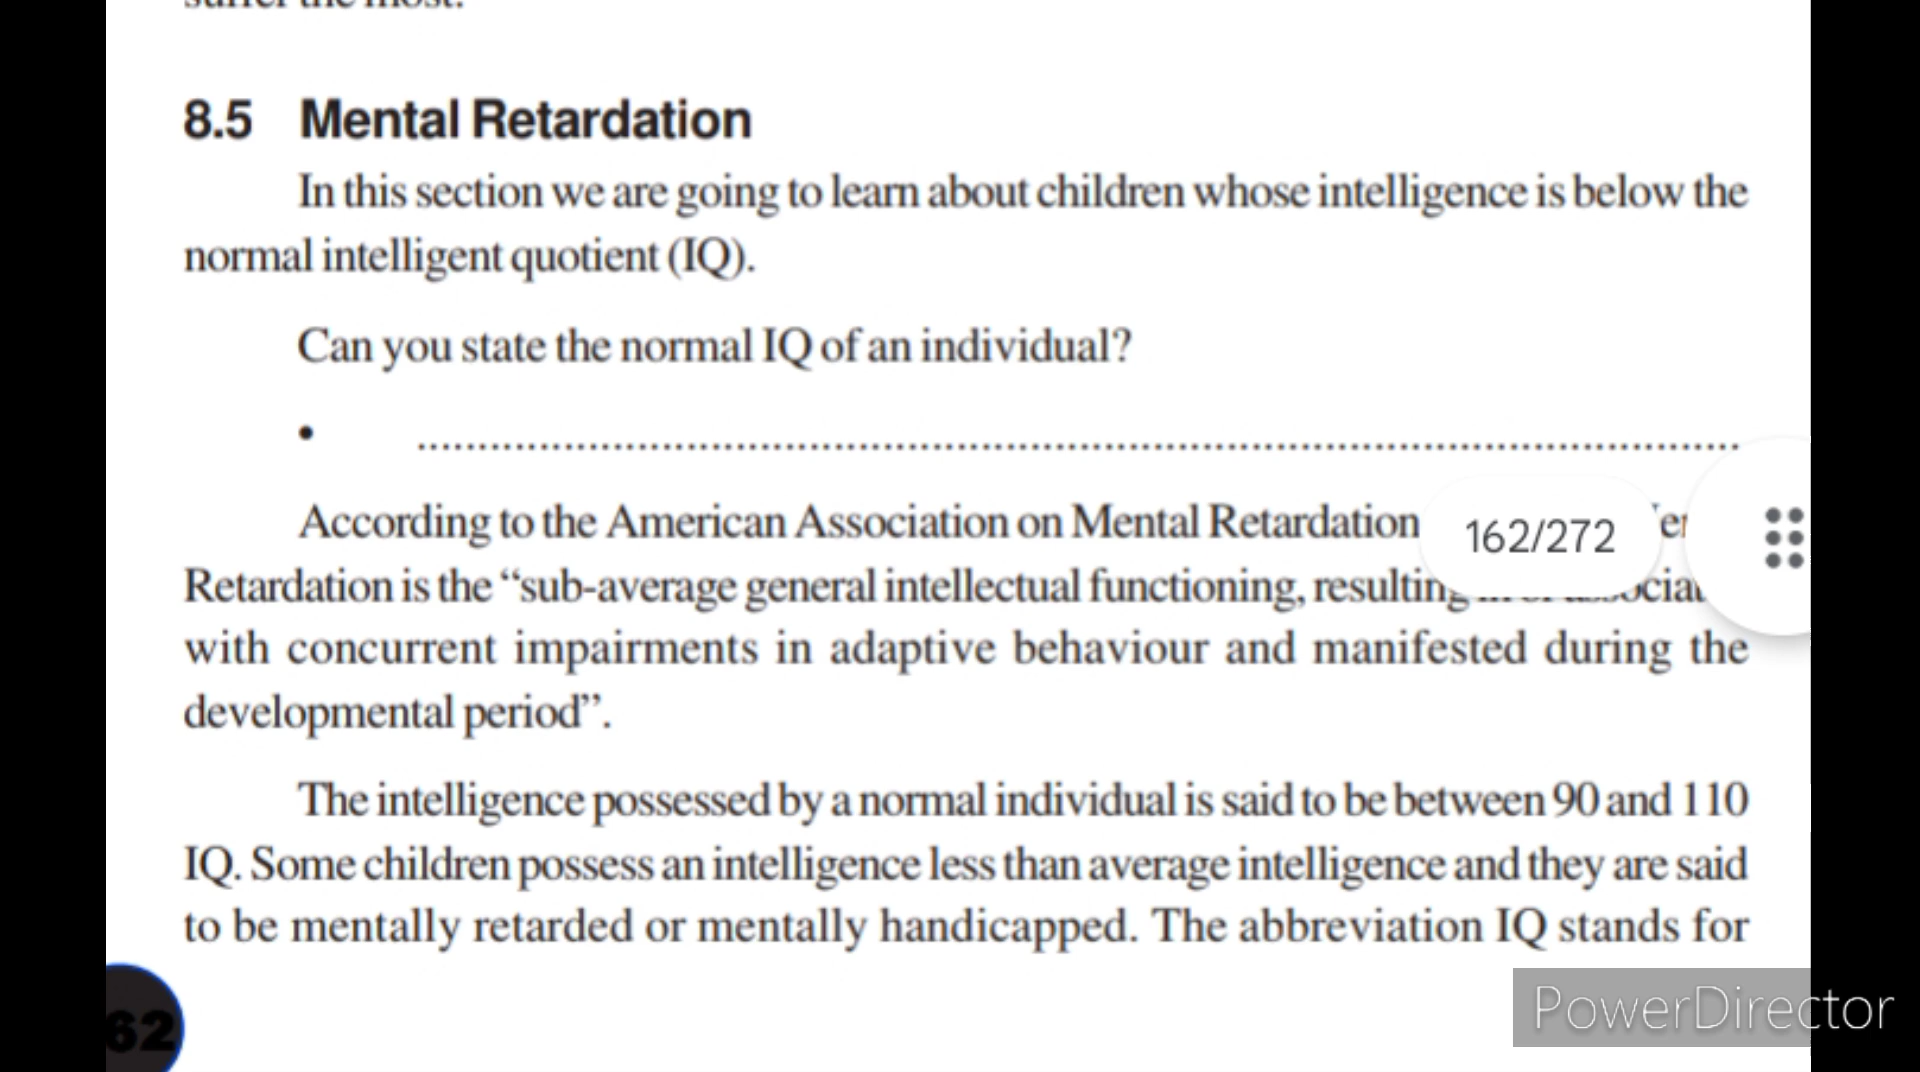 8.5 Mental Retardation
In this section we are going to learn about children whose intelligence is below the
normal intelligent quotient (IQ).
Can you state the normal IQ of an individual?
• ..........................................................................................................
According to the American Association on Mental Retardation
162/272
Retardation is the “sub-average general intellectual functioning, resulting
with concurrent impairments in adaptive behaviour and manifested during the
developmental period”.
The intelligence possessed by a normal individual is said to be between 90 and 110
IQ. Some children possess an intelligence less than average intelligence and they are said
to be mentally retarded or mentally handicapped. The abbreviation IQ stands for
62
PowerDirector